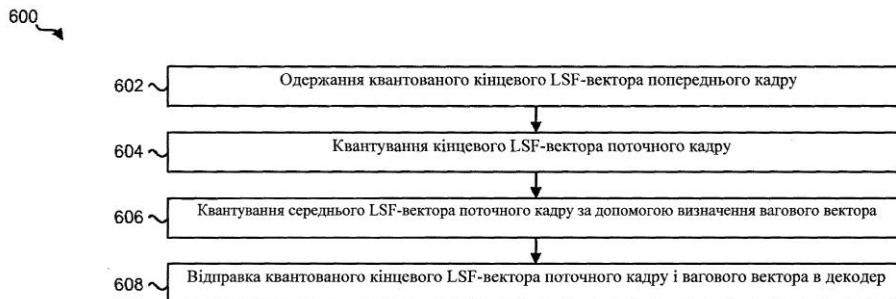 600
602 Одержання квантованого кінцевого LSF-вектора попереднього кадру
604 Квантування кінцевого LSF-вектора поточного кадру
606 Квантування середнього LSF-вектора поточного кадру за допомогою визначення вагового вектора
608 Відправка квантованого кінцевого LSF-вектора поточного кадру і вагового вектора в декодер